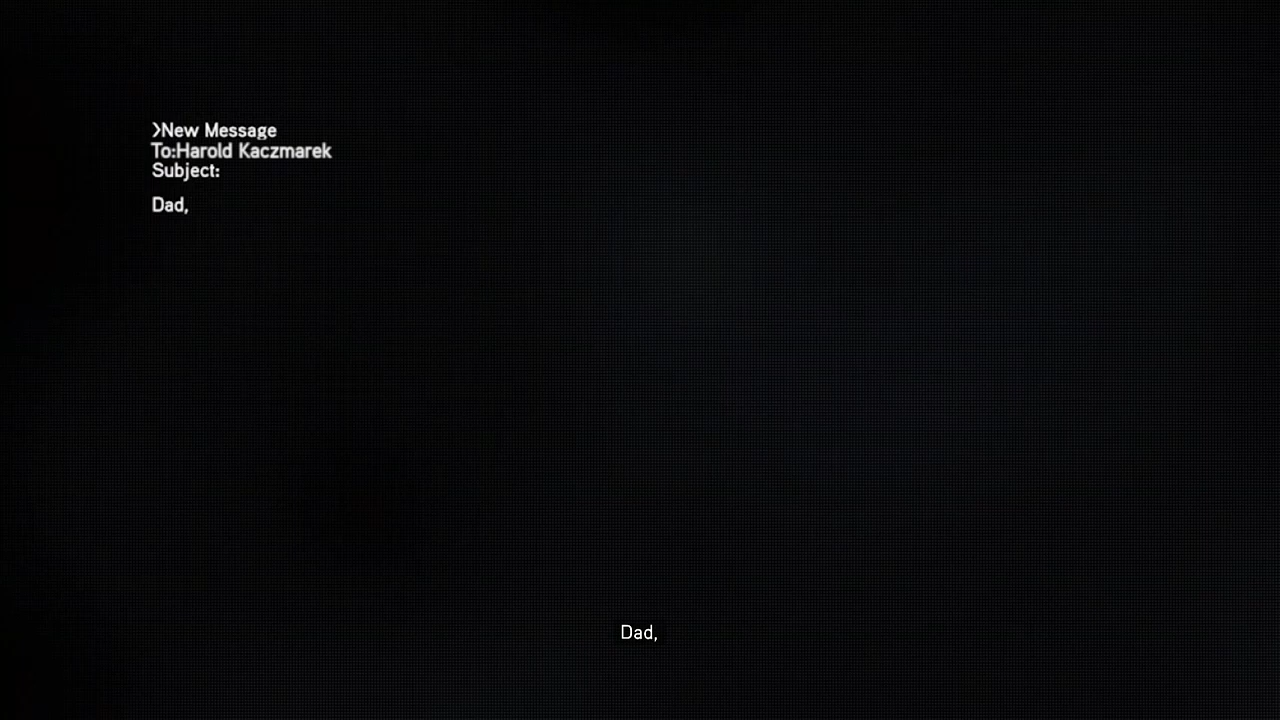 >New Message
To:Harold Kaczmarek
Subject:
Dad,
Dad,